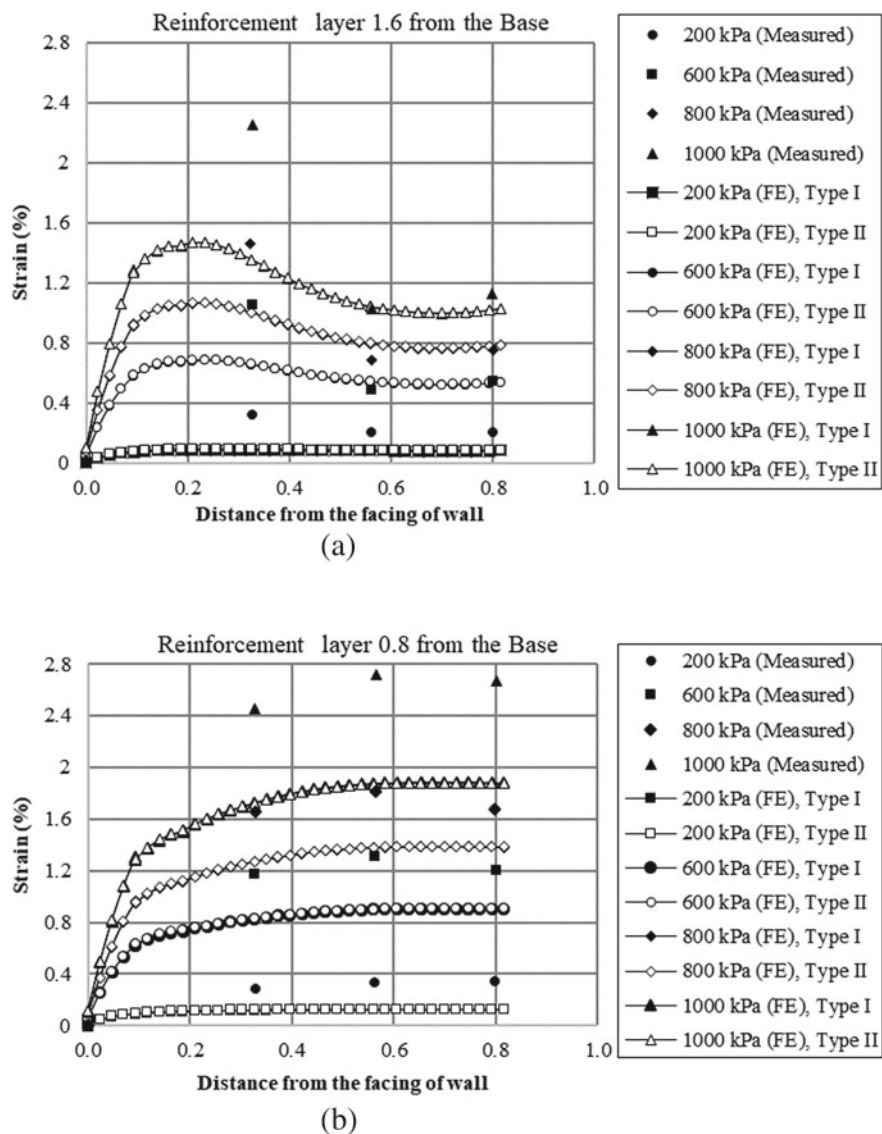 Reinforcement layer 1.6 from the Base
2.8
2.4
2
1.6
1.2
0.8
0.4
0
Strain (%)
0.0 0.2 0.4 0.6 0.8 1.0
Distance from the facing of wall
200 kPa (Measured)
600 kPa (Measured)
800 kPa (Measured)
1000 kPa (Measured)
200 kPa (FE), Type I
200 kPa (FE), Type II
600 kPa (FE), Type I
600 kPa (FE), Type II
800 kPa (FE), Type I
800 kPa (FE), Type II
1000 kPa (FE), Type I
1000 kPa (FE), Type II
(a)
Reinforcement layer 0.8 from the Base
2.8
2.4
2
1.6
1.2
0.8
0.4
0
Strain (%)
0.0 0.2 0.4 0.6 0.8 1.0
Distance from the facing of wall
200 kPa (Measured)
600 kPa (Measured)
800 kPa (Measured)
1000 kPa (Measured)
200 kPa (FE), Type I
200 kPa (FE), Type II
600 kPa (FE), Type I
600 kPa (FE), Type II
800 kPa (FE), Type I
800 kPa (FE), Type II
1000 kPa (FE), Type I
1000 kPa (FE), Type II
(b)